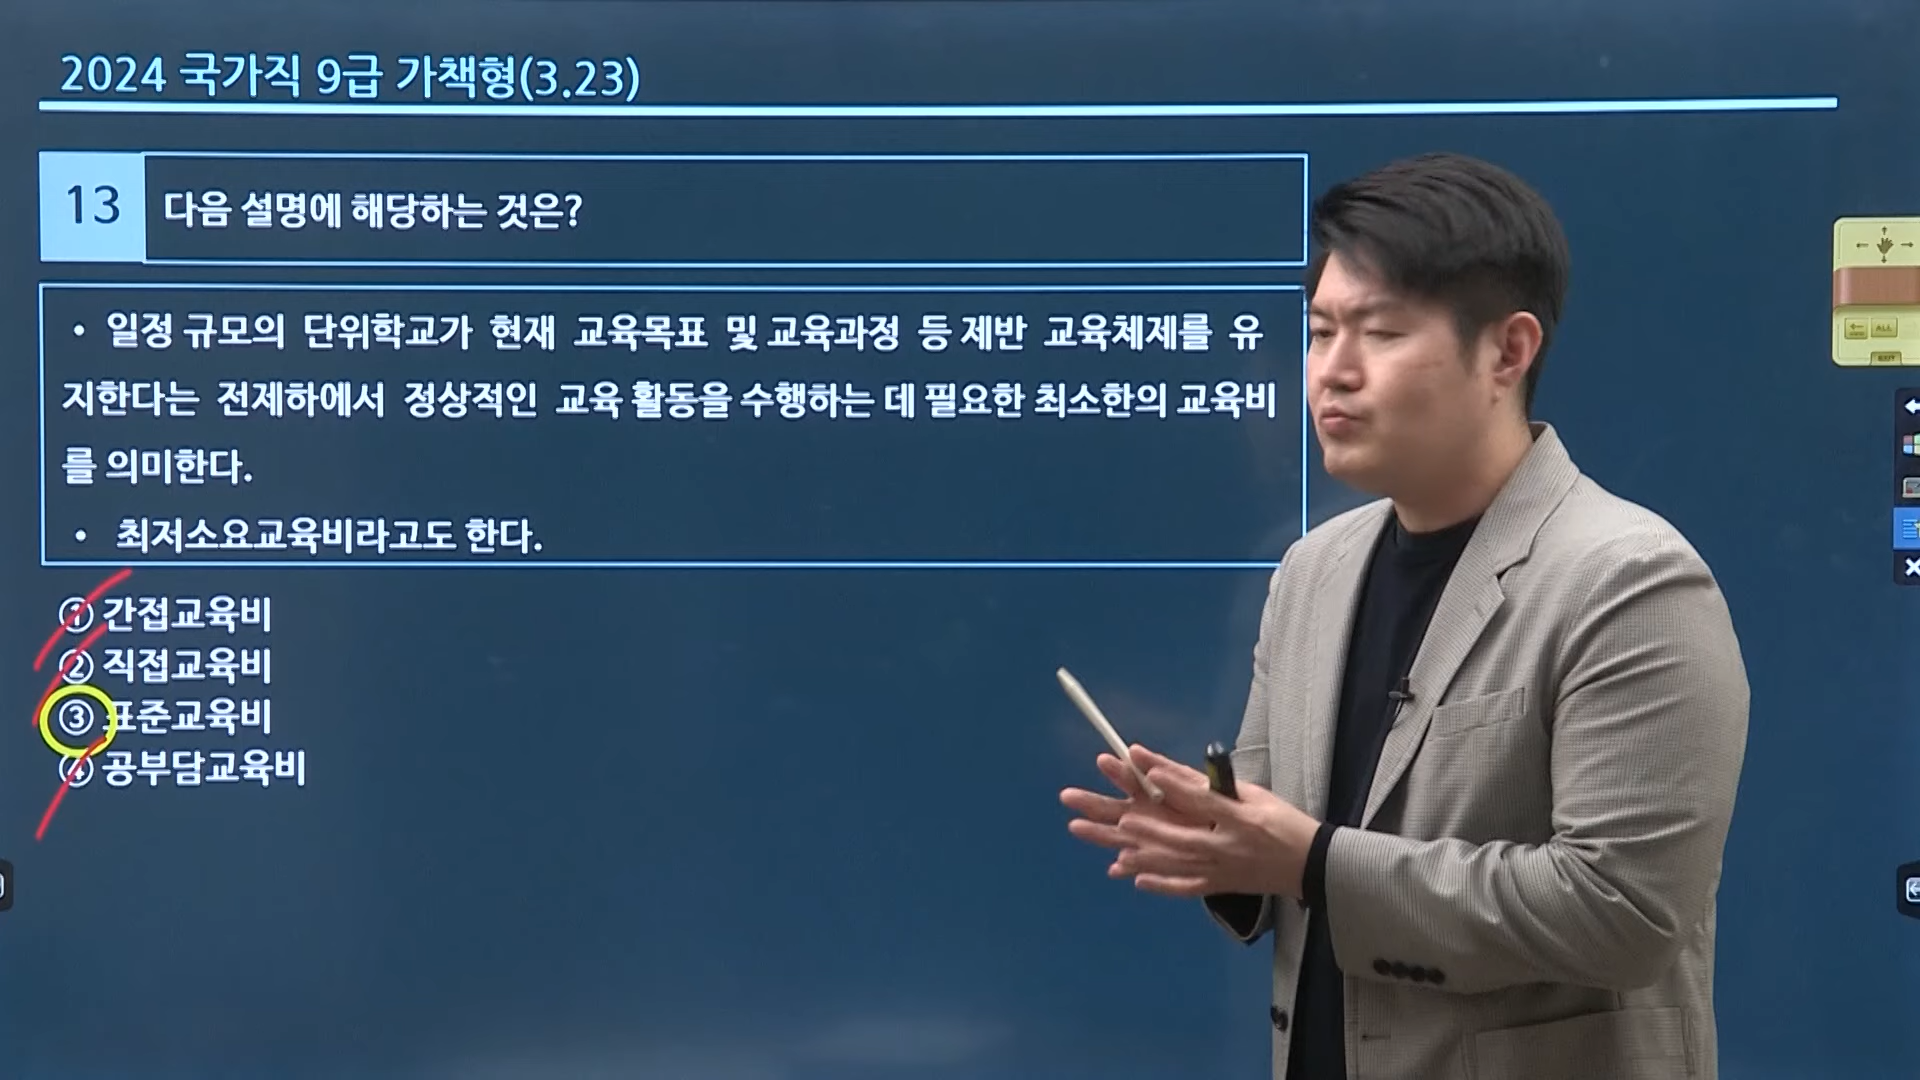 2024 국가직 9급 가책형(3.23)
13 다음 설명에 해당하는 것은?
• 일정 규모의 단위학교가 현재 교육목표 및 교육과정 등 제반 교육체제를 유
지한다는 전제하에서 정상적인 교육 활동을 수행하는 데 필요한 최소한의 교육비
를 의미한다.
• 최저소요교육비라고도 한다.
① 간접교육비
② 직접교육비
③ 표준교육비
④ 공부담교육비
ALL
EXIT